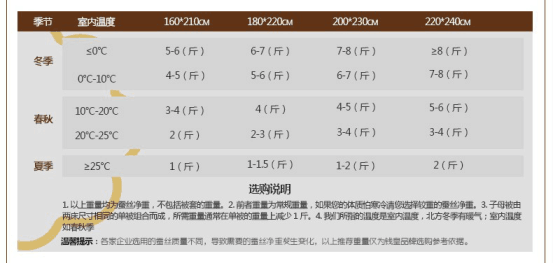 季节 室内温度 160*210CM 180*220CM 200*230CM 220*240CM
冬季 ≤0℃ 5-6（斤） 6-7（斤） 7-8（斤） ≥8（斤）
0℃-10℃ 4-5（斤） 5-6（斤） 6-7（斤） 7-8（斤）
春秋 10℃-20℃ 3-4（斤） 4（斤） 4-5（斤） 5-6（斤）
20℃-25℃ 2（斤） 2-3（斤） 3-4（斤） 3-4（斤）
夏季 ≥25℃ 1（斤） 1-1.5（斤） 1-2（斤） 2（斤）
选购说明
1. 以上重量均为蚕丝净重，不包括被套的重量。2. 前者重量为常规重量，如果您的体质怕寒冷请您选择较重的蚕丝净重。3. 子母被由
两床尺寸相同的单被组合而成，所需重量通常在单被的重量上减少1斤。4. 我们所指的温度是室内温度，北方冬季有暖气；室内温度
如春秋季
温馨提示：各家企业选用的蚕丝质量不同，导致需要的蚕丝净重发生变化。以上推荐重量仅为钱皇品牌选购参考依据。